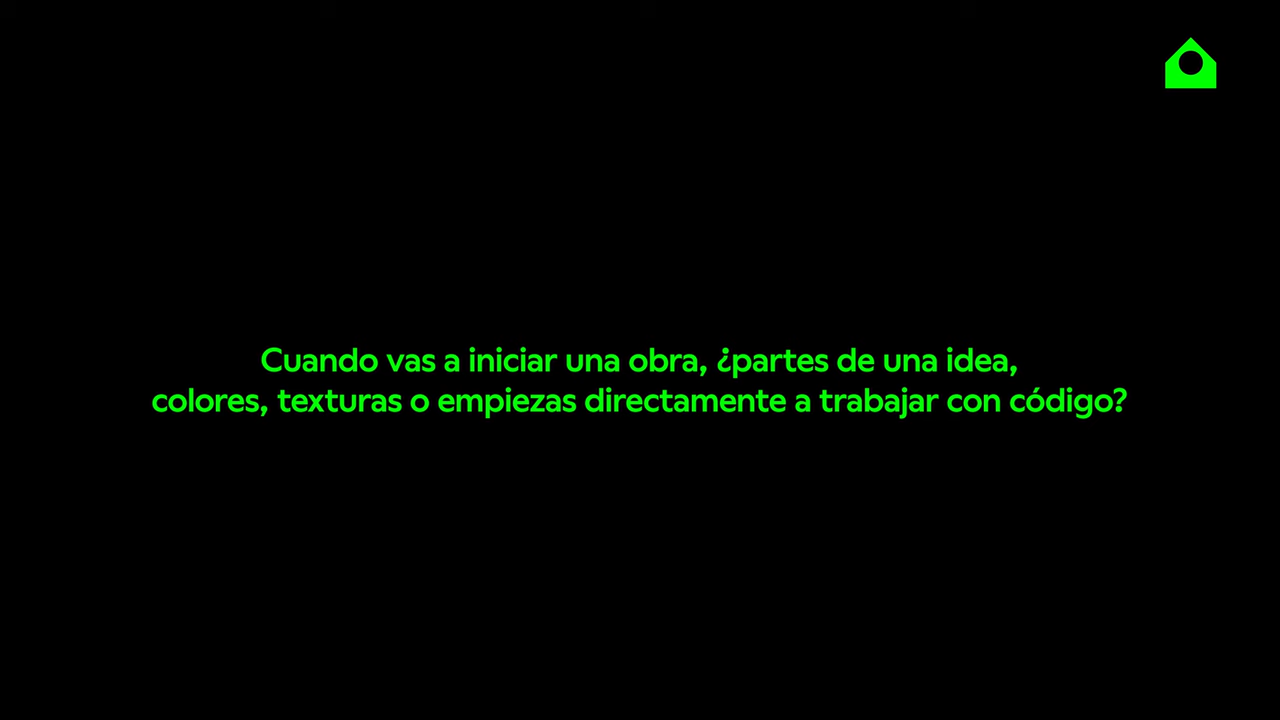 Cuando vas a iniciar una obra, ¿partes de una idea,
colores, texturas o empiezas directamente a trabajar con código?